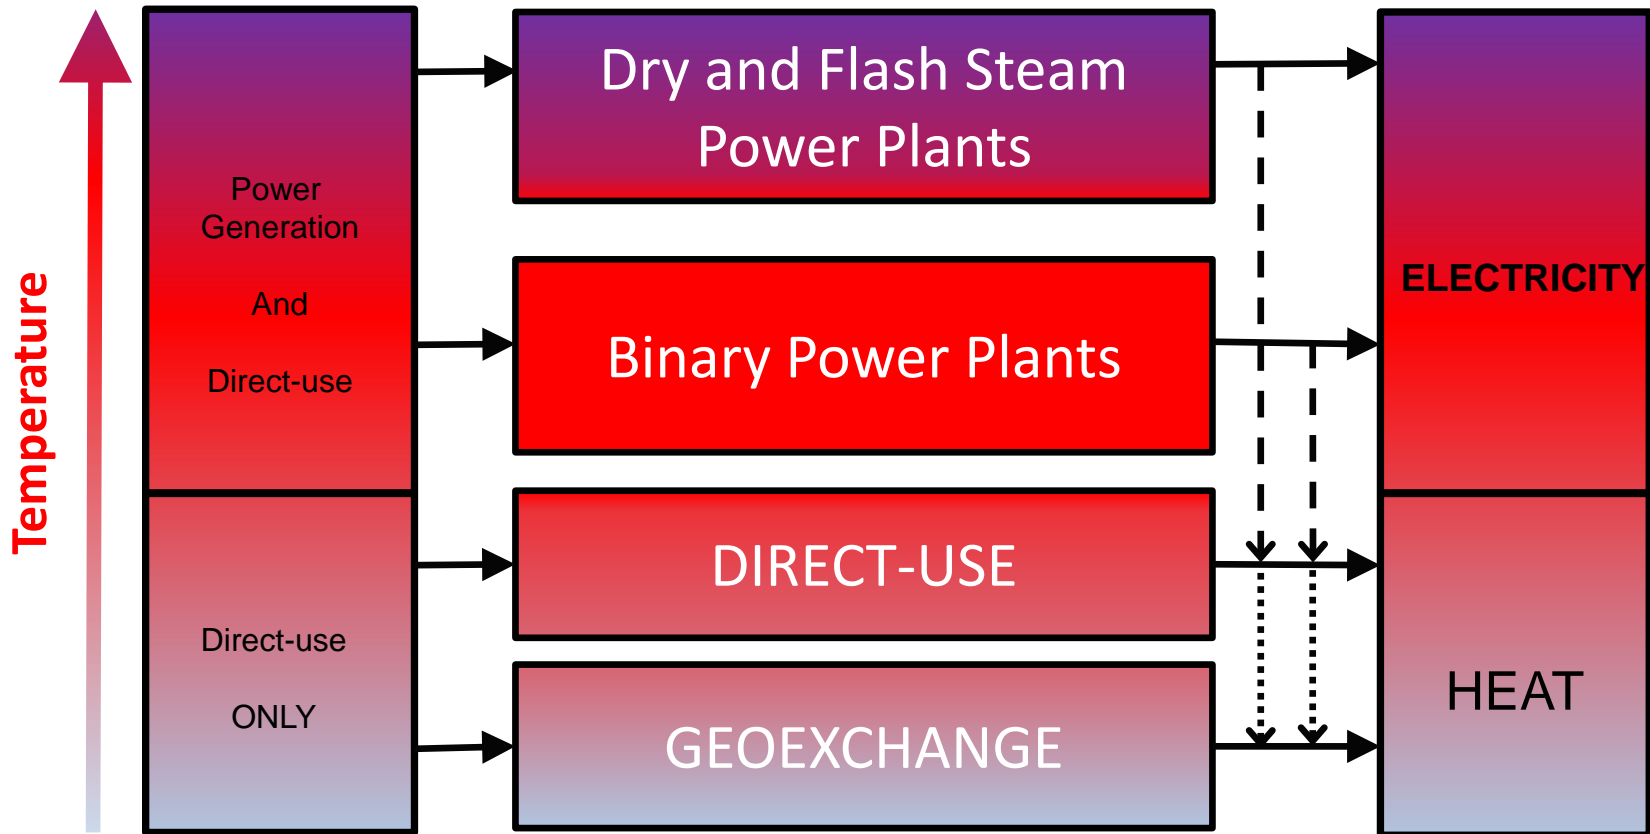 Temperature
Power
Generation
And
Direct-use
Direct-use
ONLY
Dry and Flash Steam
Power Plants
Binary Power Plants
DIRECT-USE
GEOEXCHANGE
ELECTRICITY
HEAT